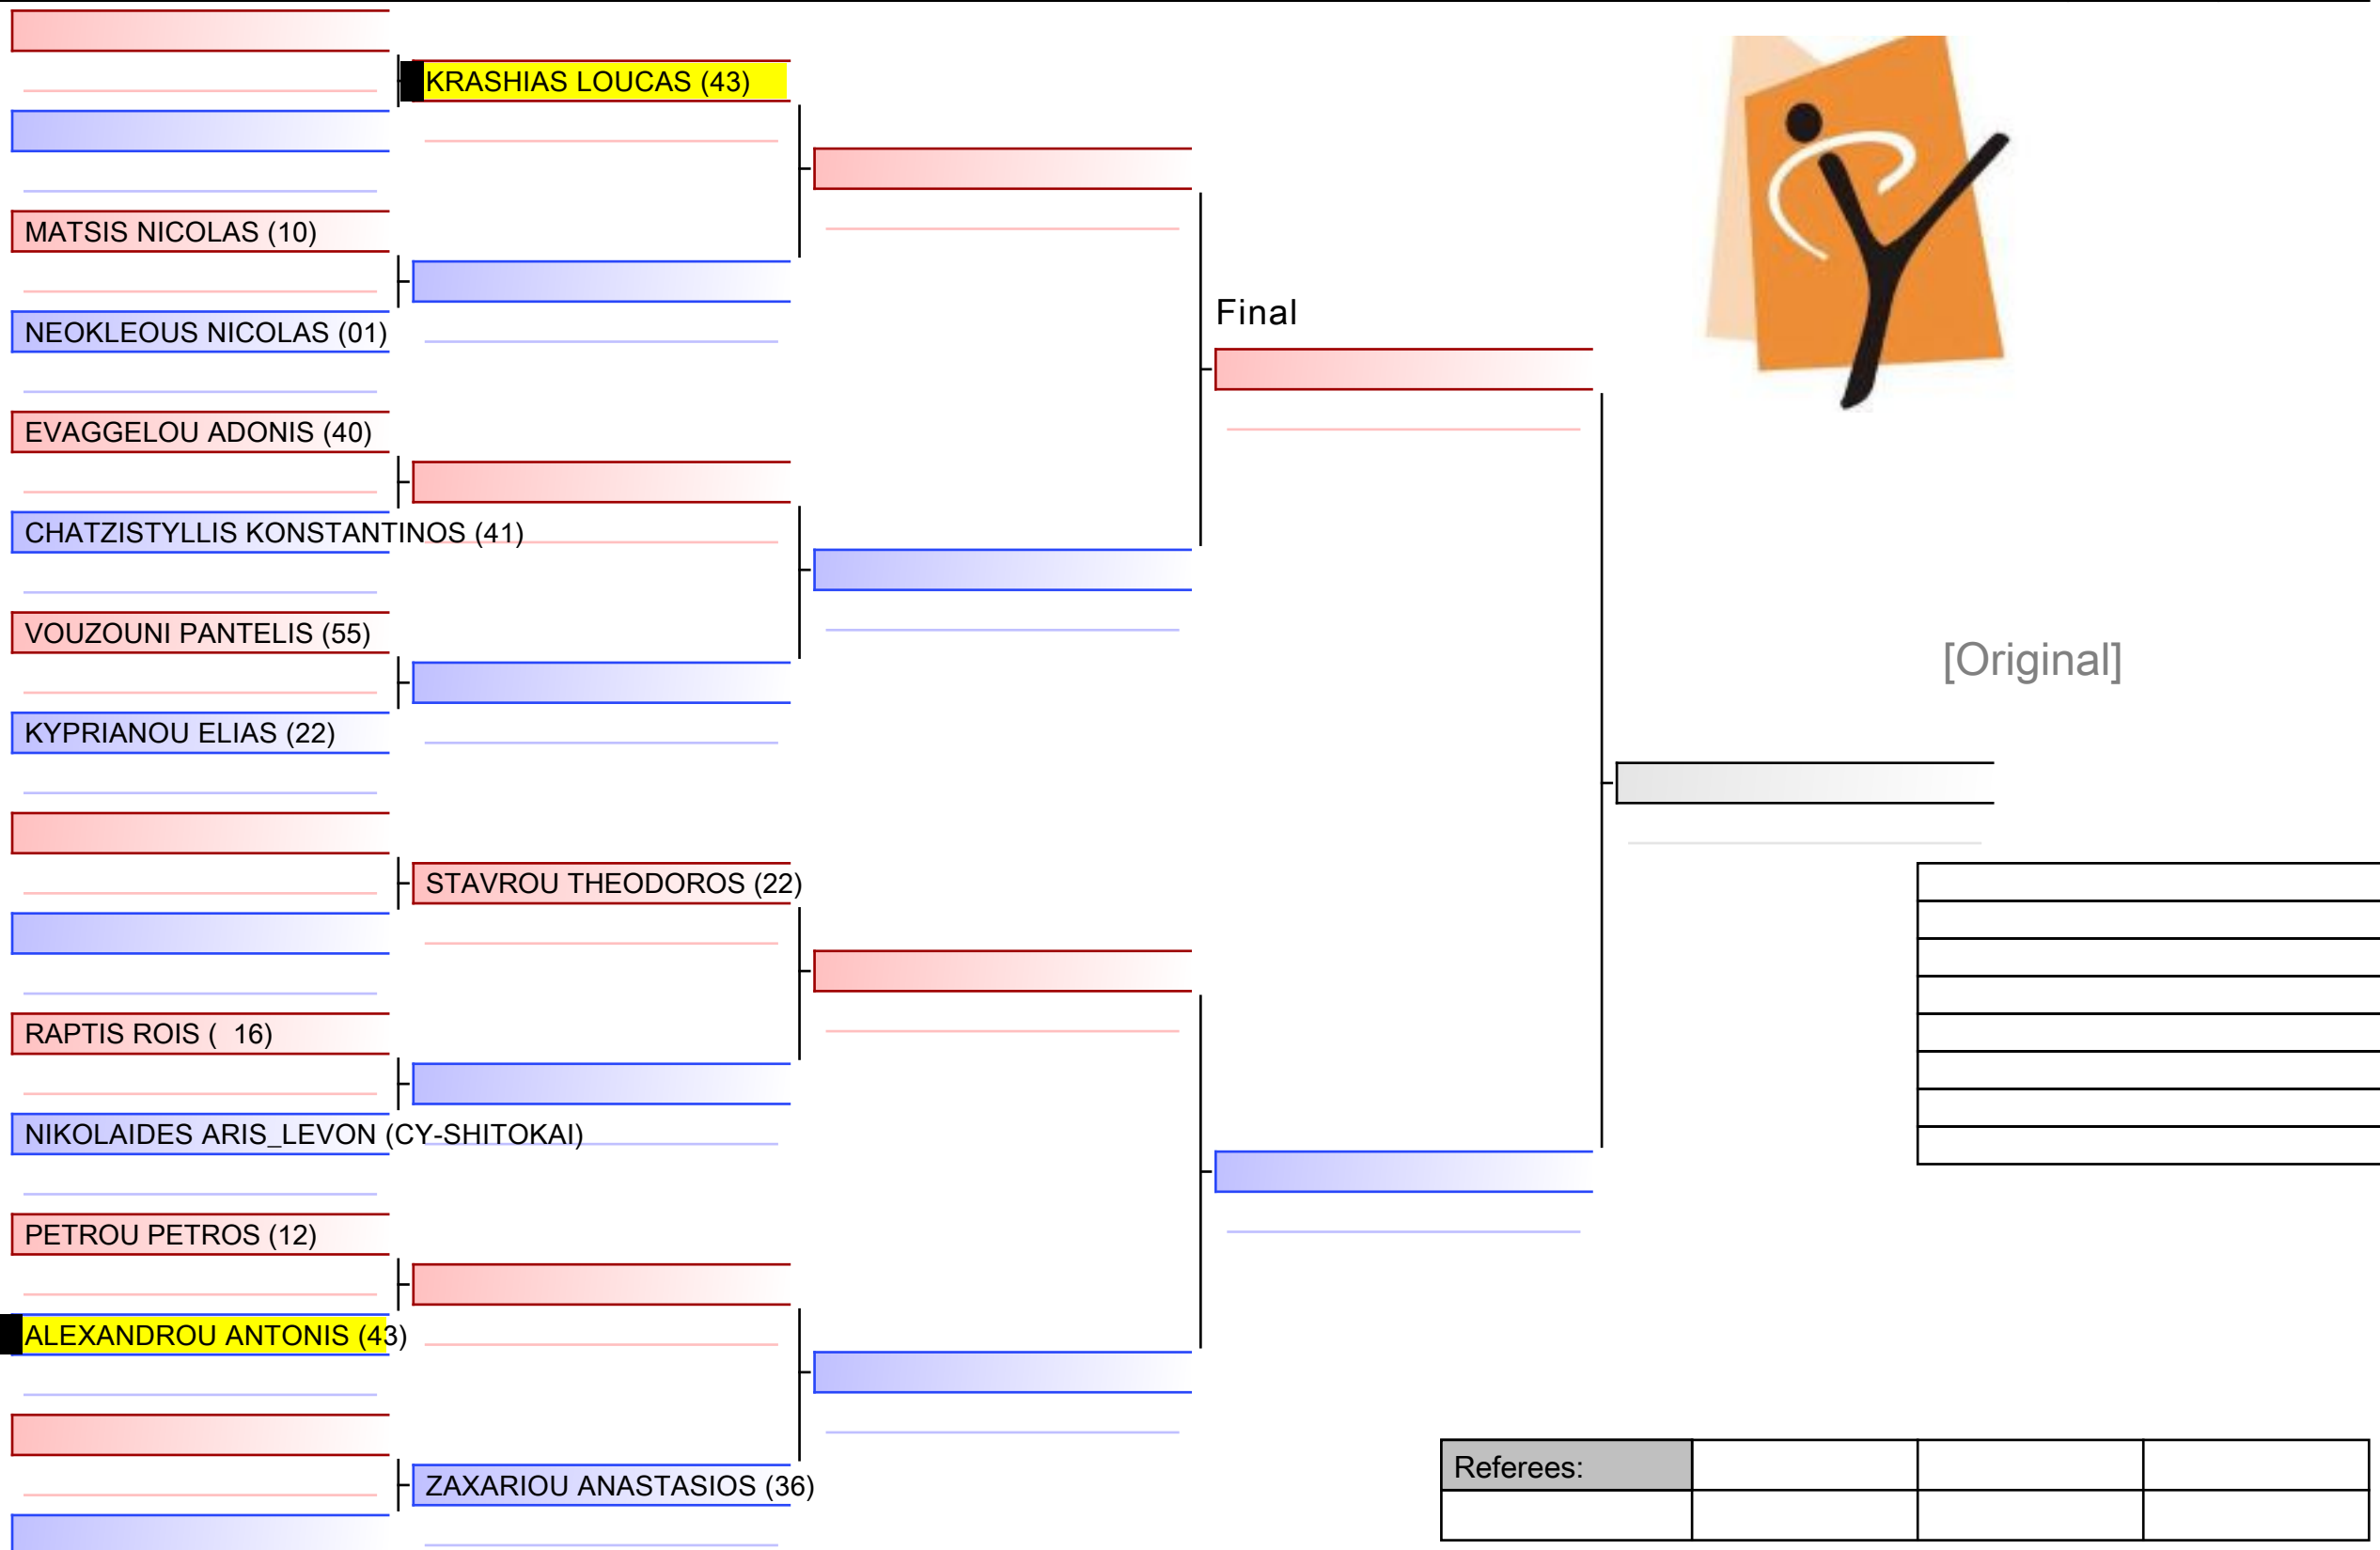 KRASHIAS LOUCAS (43)
MATSIS NICOLAS (10)
NEOKLEOUS NICOLAS (01)
Final
EVAGGELOU ADONIS (40)
CHATZISTYLLIS KONSTANTINOS (41)
VOUZOUNI PANTELIS (55)
[Original]
KYPRIANOU ELIAS (22)
STAVROU THEODOROS (22)
RAPTIS ROIS (  16)
NIKOLAIDES ARIS_LEVON (CY-SHITOKAI)
PETROU PETROS (12)
ALEXANDROU ANTONIS (43)
ZAXARIOU ANASTASIOS (36)
Referees: